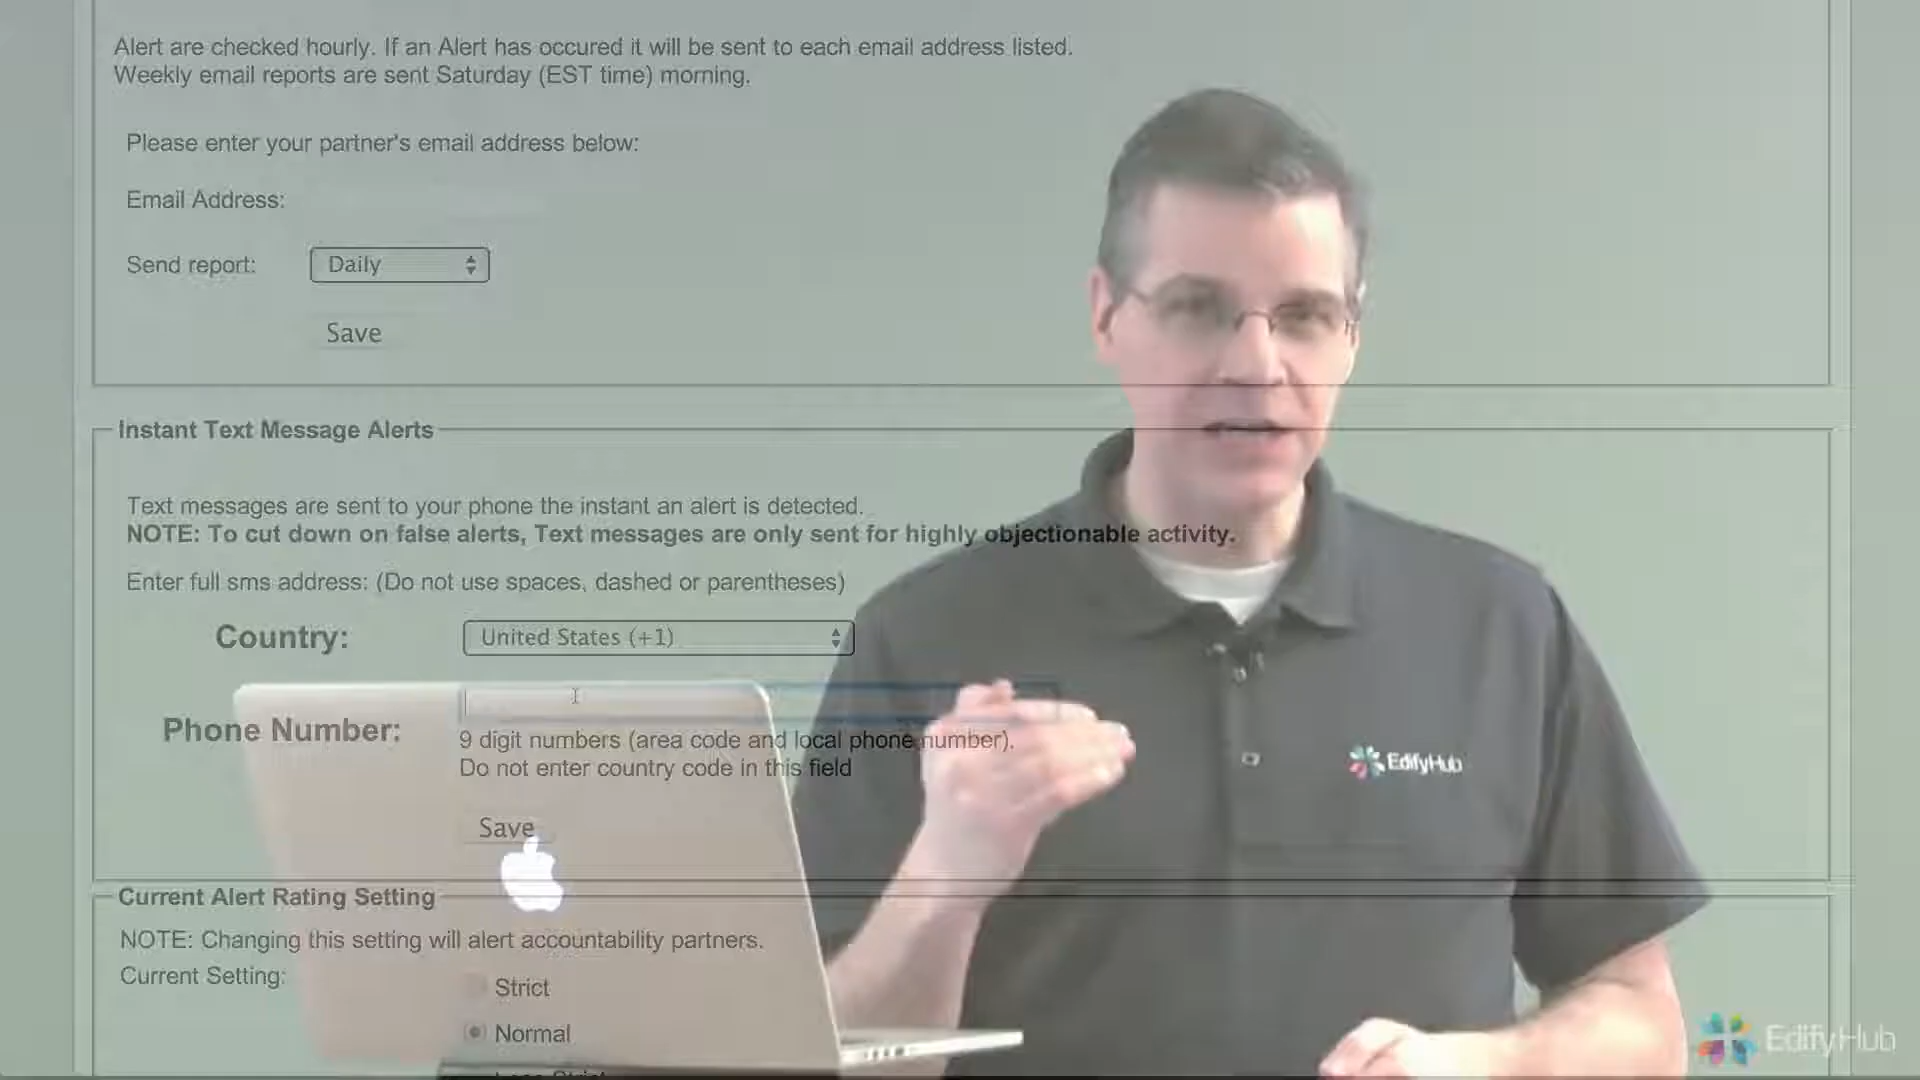 Alert are checked hourly. If an Alert has occured it will be sent to each email address listed.
Weekly email reports are sent Saturday (EST time) morning.
Please enter your partner's email address below:
Email Address:
Send report: Daily
Save
Instant Text Message Alerts
Text messages are sent to your phone the instant an alert is detected.
NOTE: To cut down on false alerts, Text messages are only sent for highly objectionable activity.
Enter full sms address: (Do not use spaces, dashed or parentheses)
Country: United States (+1)
Phone Number:
9 digit numbers (area code and local phone number).
Do not enter country code in this field
EdifyHub
Save
Current Alert Rating Setting
NOTE: Changing this setting will alert accountability partners.
Current Setting:
Strict
Normal
EdifyHub